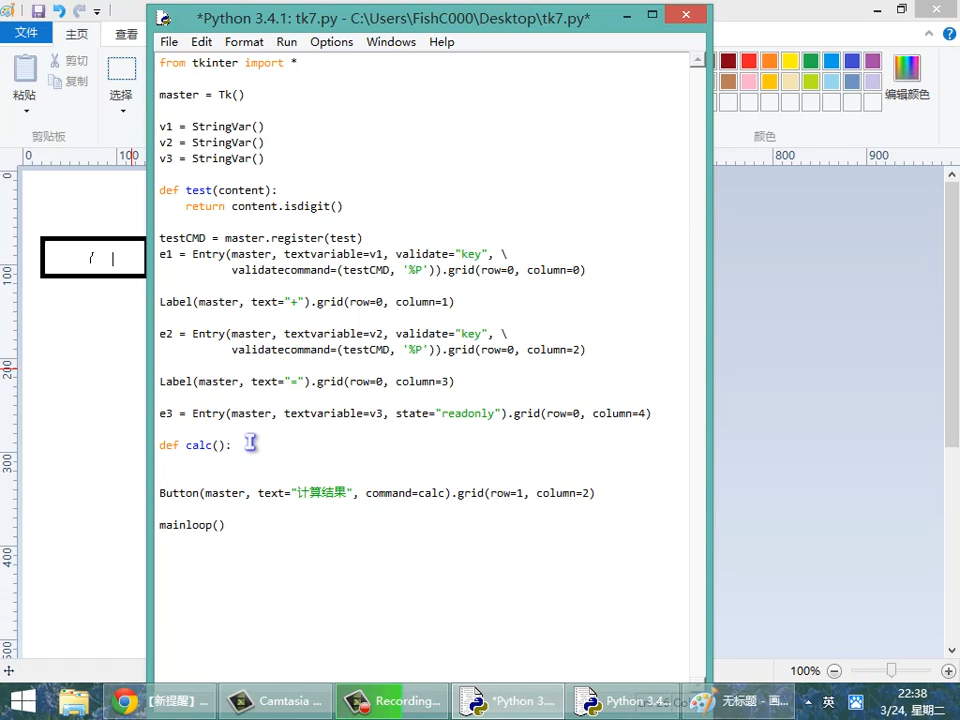 *Python 3.4.1: tk7.py - C:\Users\FishC000\Desktop\tk7.py*
File Edit Format Run Options Windows Help
文件 主页 查看
粘贴
剪切
复制
选择
剪贴板
编辑颜色
颜色
0 100 800 900
0
100
200
300
400
500
from tkinter import *
master = Tk()
v1 = StringVar()
v2 = StringVar()
v3 = StringVar()
def test(content):
    return content.isdigit()
testCMD = master.register(test)
e1 = Entry(master, textvariable=v1, validate="key", \
           validatecommand=(testCMD, '%P')).grid(row=0, column=0)
Label(master, text="+").grid(row=0, column=1)
e2 = Entry(master, textvariable=v2, validate="key", \
           validatecommand=(testCMD, '%P')).grid(row=0, column=2)
Label(master, text="=").grid(row=0, column=3)
e3 = Entry(master, textvariable=v3, state="readonly").grid(row=0, column=4)
def calc():
Button(master, text="计算结果", command=calc).grid(row=1, column=2)
mainloop()
100%
【新提醒】...
Camtasia ...
Recording...
*Python 3....
Python 3.4...
无标题 - 画...
英
22:38
3/24, 星期二